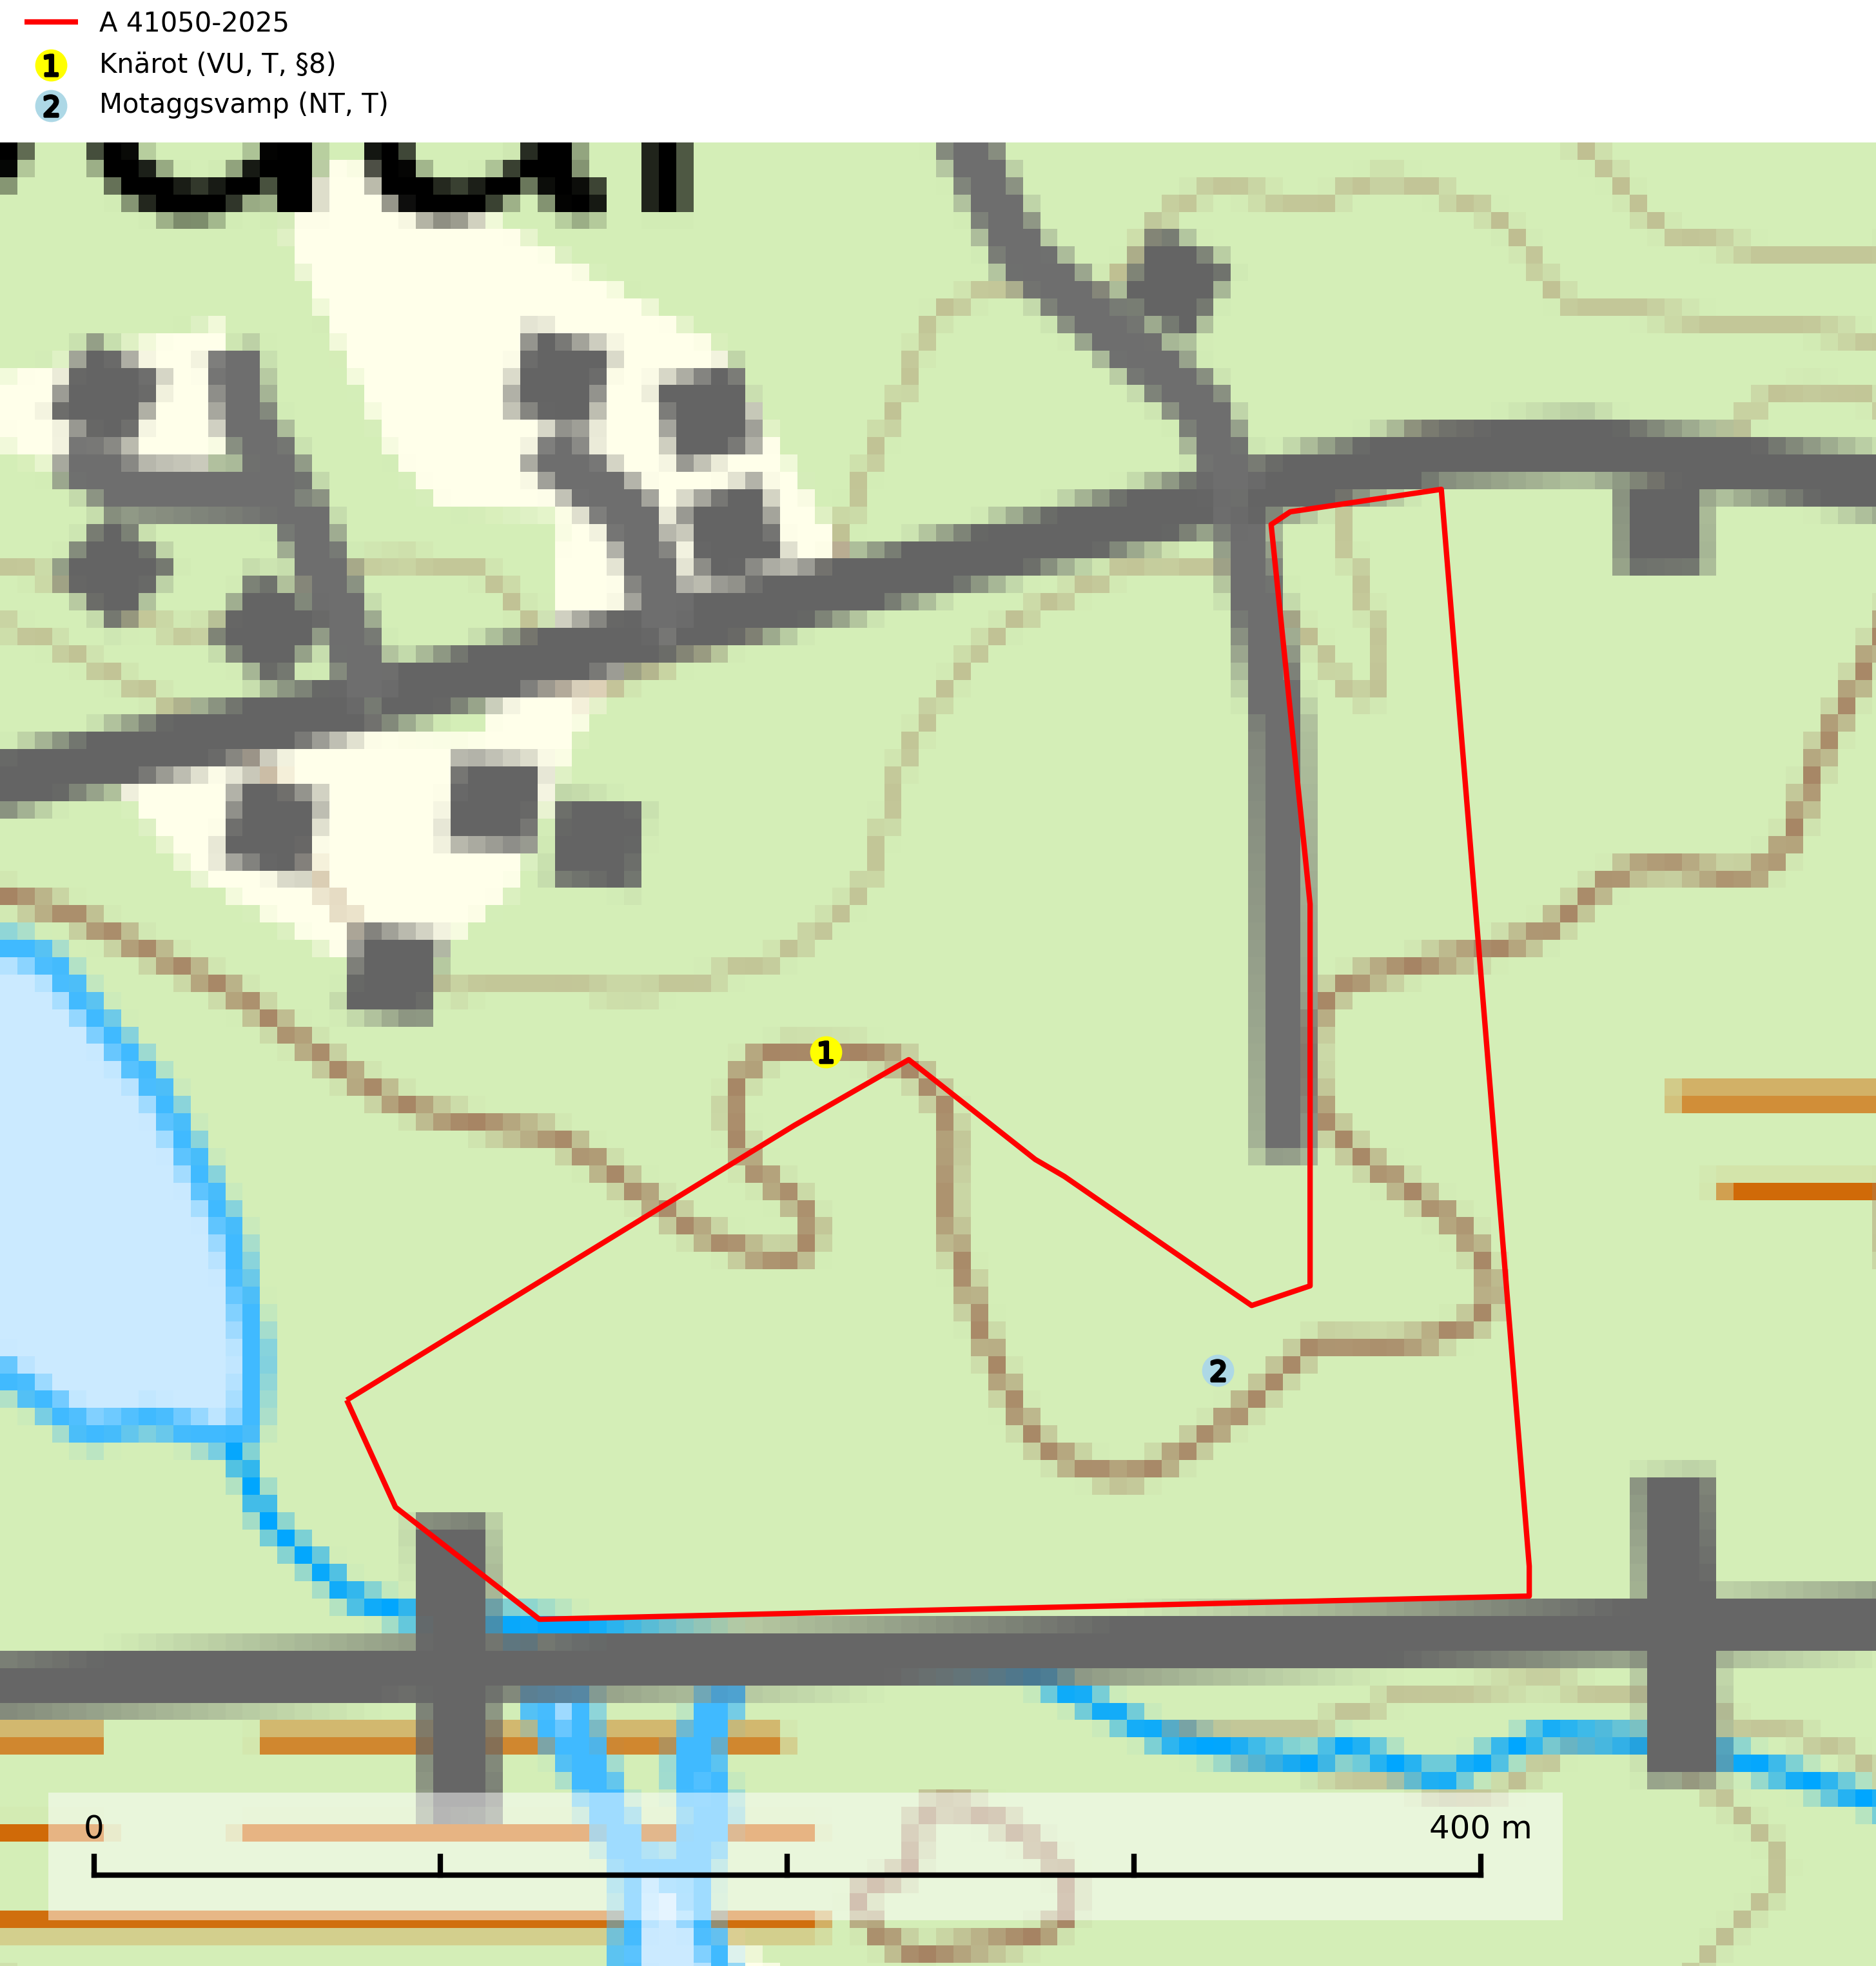 A 41050-2025
1 Knärot (VU, T, §8)
2 Motaggsvamp (NT, T)
1
2
0 400 m